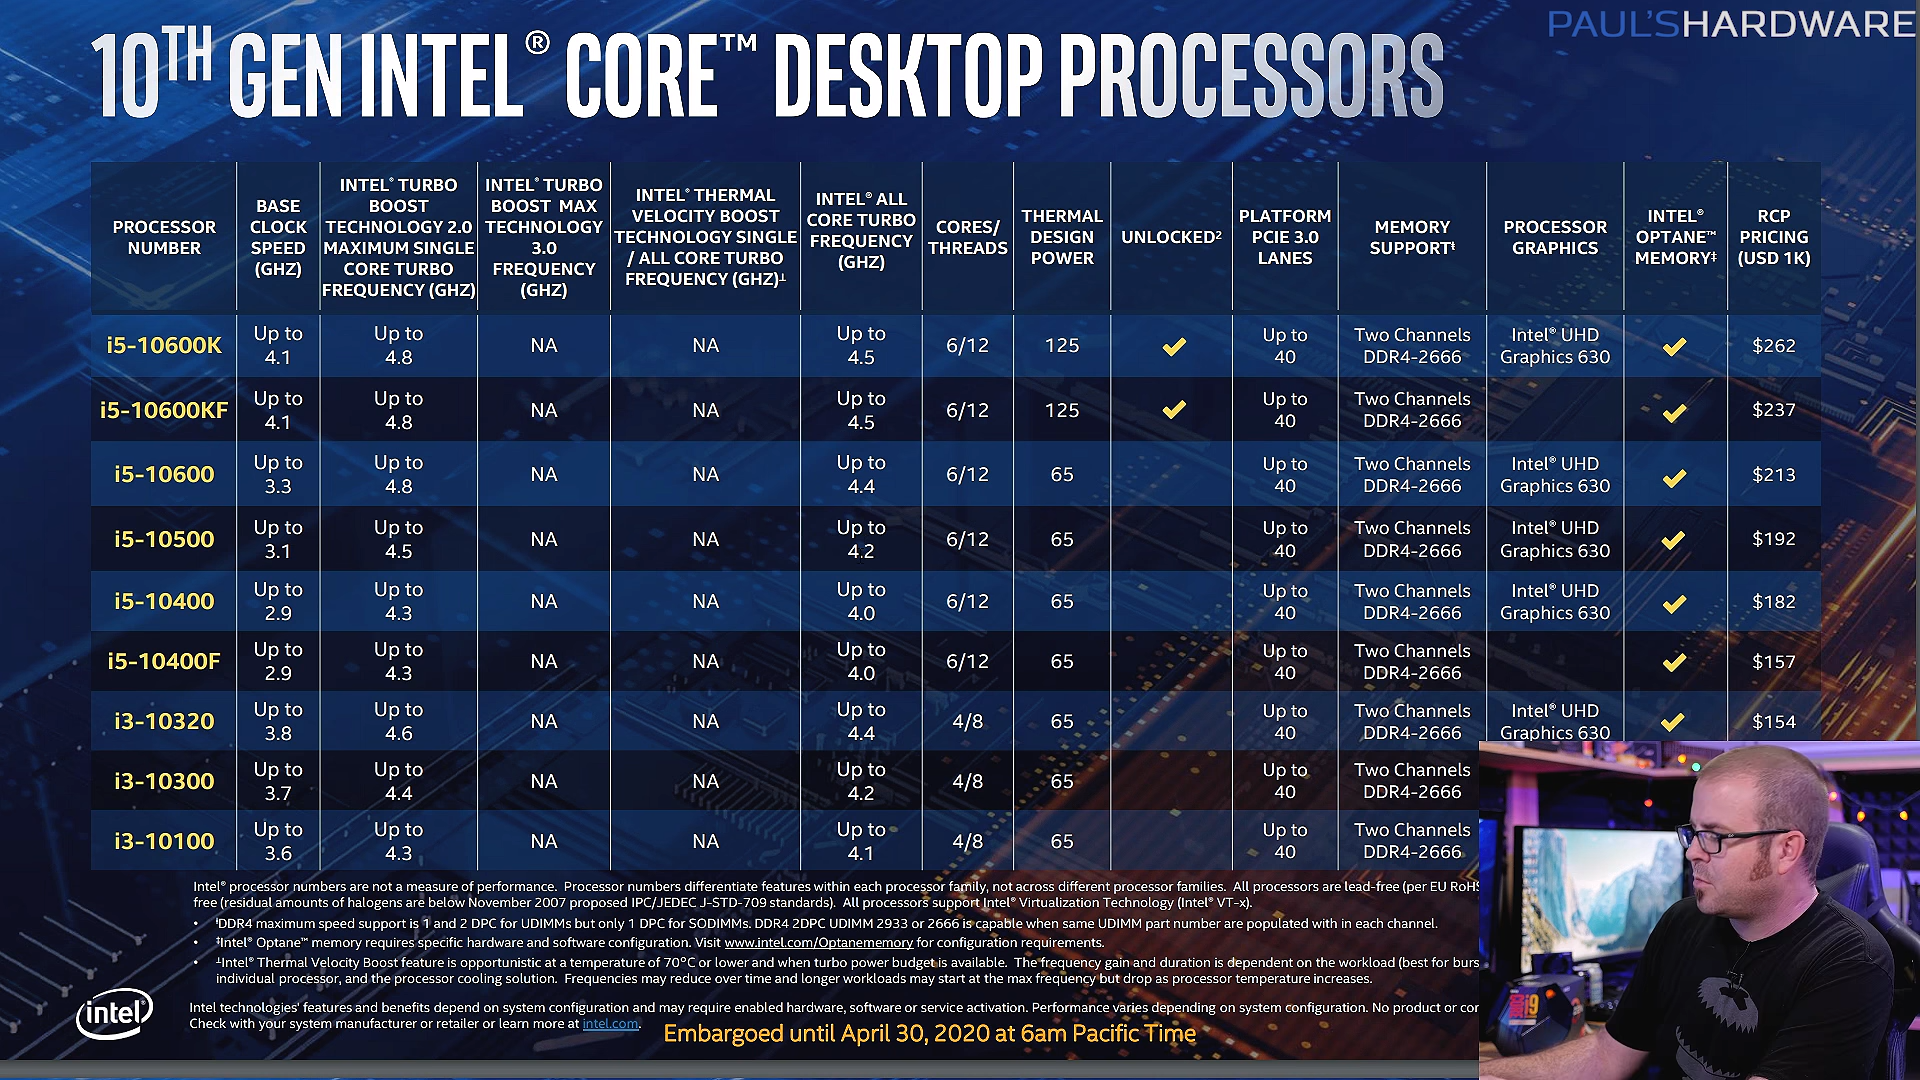 PAUL'SHARDWARE
10TH GEN INTEL® CORE™ DESKTOP PROCESSORS
PROCESSOR NUMBER
BASE CLOCK SPEED (GHZ)
INTEL® TURBO BOOST TECHNOLOGY 2.0 MAXIMUM SINGLE CORE TURBO FREQUENCY (GHZ)
INTEL® TURBO BOOST MAX TECHNOLOGY 3.0 FREQUENCY (GHZ)
INTEL® THERMAL VELOCITY BOOST TECHNOLOGY SINGLE / ALL CORE TURBO FREQUENCY (GHZ)⊥
INTEL® ALL CORE TURBO FREQUENCY (GHZ)
CORES/ THREADS
THERMAL DESIGN POWER
UNLOCKED²
PLATFORM PCIE 3.0 LANES
MEMORY SUPPORT‡
PROCESSOR GRAPHICS
INTEL® OPTANE™ MEMORY‡
RCP PRICING (USD 1K)
i5-10600K Up to 4.1 Up to 4.8 NA NA Up to 4.5 6/12 125 ✔ Up to 40 Two Channels DDR4-2666 Intel® UHD Graphics 630 ✔ $262
i5-10600KF Up to 4.1 Up to 4.8 NA NA Up to 4.5 6/12 125 ✔ Up to 40 Two Channels DDR4-2666 ✔ $237
i5-10600 Up to 3.3 Up to 4.8 NA NA Up to 4.4 6/12 65 Up to 40 Two Channels DDR4-2666 Intel® UHD Graphics 630 ✔ $213
i5-10500 Up to 3.1 Up to 4.5 NA NA Up to 4.2 6/12 65 Up to 40 Two Channels DDR4-2666 Intel® UHD Graphics 630 ✔ $192
i5-10400 Up to 2.9 Up to 4.3 NA NA Up to 4.0 6/12 65 Up to 40 Two Channels DDR4-2666 Intel® UHD Graphics 630 ✔ $182
i5-10400F Up to 2.9 Up to 4.3 NA NA Up to 4.0 6/12 65 Up to 40 Two Channels DDR4-2666 ✔ $157
i3-10320 Up to 3.8 Up to 4.6 NA NA Up to 4.4 4/8 65 Up to 40 Two Channels DDR4-2666 Intel® UHD Graphics 630 ✔ $154
i3-10300 Up to 3.7 Up to 4.4 NA NA Up to 4.2 4/8 65 Up to 40 Two Channels DDR4-2666
i3-10100 Up to 3.6 Up to 4.3 NA NA Up to 4.1 4/8 65 Up to 40 Two Channels DDR4-2666
Intel® processor numbers are not a measure of performance. Processor numbers differentiate features within each processor family, not across different processor families. All processors are lead-free (per EU RoHS
free (residual amounts of halogens are below November 2007 proposed IPC/JEDEC J-STD-709 standards). All processors support Intel® Virtualization Technology (Intel® VT-x).
• ‡DDR4 maximum speed support is 1 and 2 DPC for UDIMMs but only 1 DPC for SODIMMs. DDR4 2DPC UDIMM 2933 or 2666 is capable when same UDIMM part number are populated with in each channel.
• ‡Intel® Optane™ memory requires specific hardware and software configuration. Visit www.intel.com/Optanememory for configuration requirements.
• ⊥Intel® Thermal Velocity Boost feature is opportunistic at a temperature of 70°C or lower and when turbo power budget is available. The frequency gain and duration is dependent on the workload (best for burs
individual processor, and the processor cooling solution. Frequencies may reduce over time and longer workloads may start at the max frequency but drop as processor temperature increases.
Intel technologies' features and benefits depend on system configuration and may require enabled hardware, software or service activation. Performance varies depending on system configuration. No product or cor
Check with your system manufacturer or retailer or learn more at intel.com.
intel®
Embargoed until April 30, 2020 at 6am Pacific Time
i9